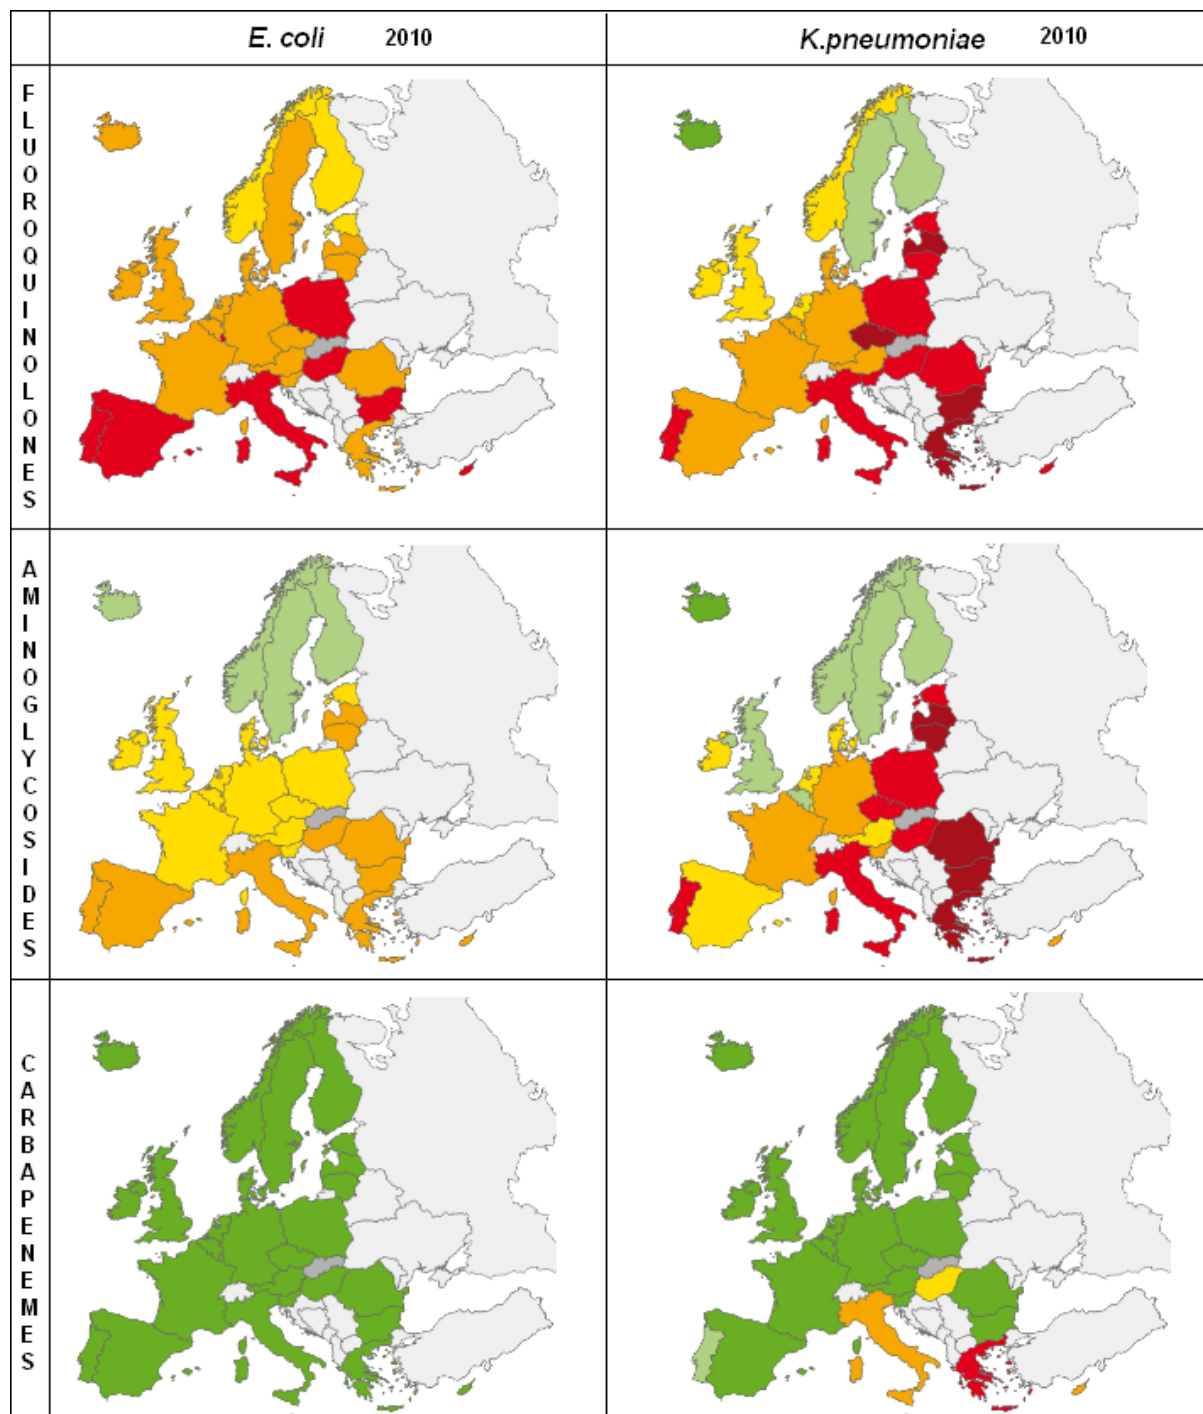 E. coli 2010
K.pneumoniae 2010
FLUOROQUINOLONES
AMINOGLYCOSIDES
CARBAPENEMES